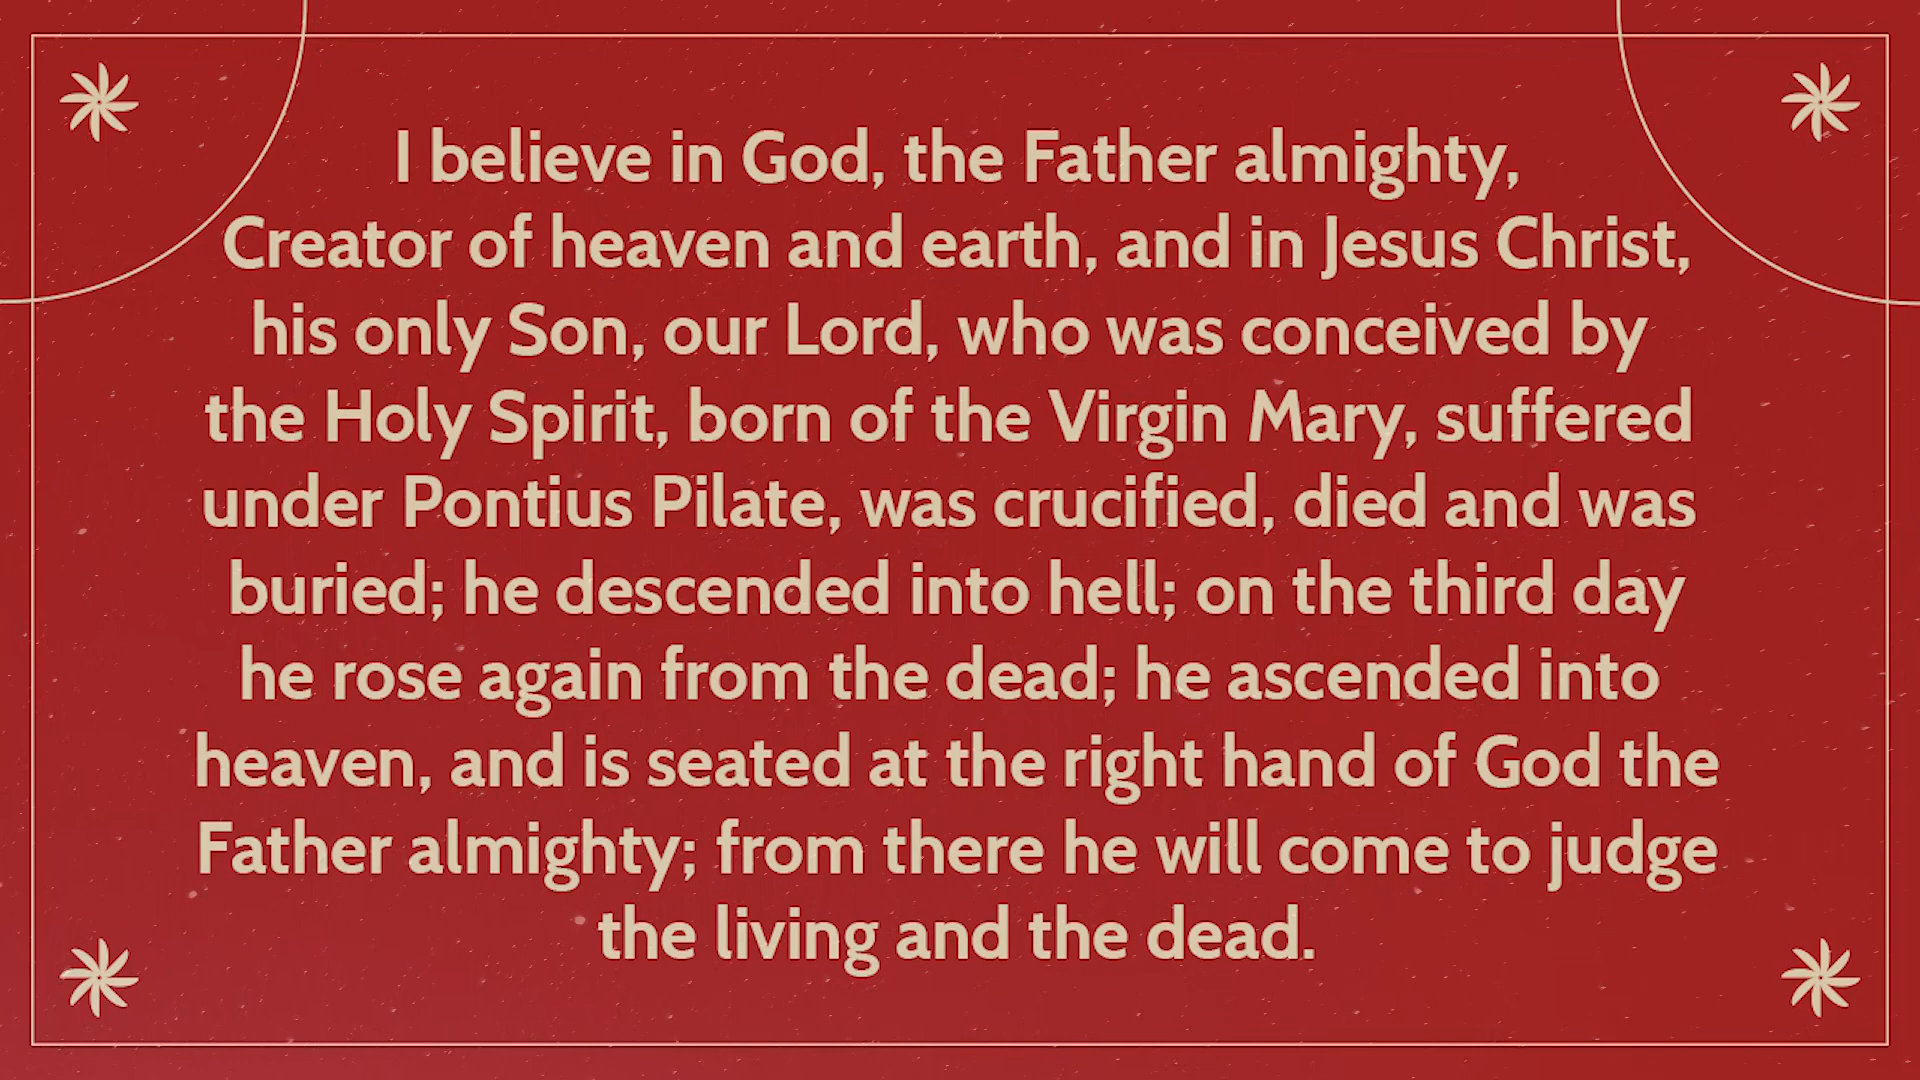 I believe in God, the Father almighty,
Creator of heaven and earth, and in Jesus Christ,
his only Son, our Lord, who was conceived by
the Holy Spirit, born of the Virgin Mary, suffered
under Pontius Pilate, was crucified, died and was
buried; he descended into hell; on the third day
he rose again from the dead; he ascended into
heaven, and is seated at the right hand of God the
Father almighty; from there he will come to judge
the living and the dead.